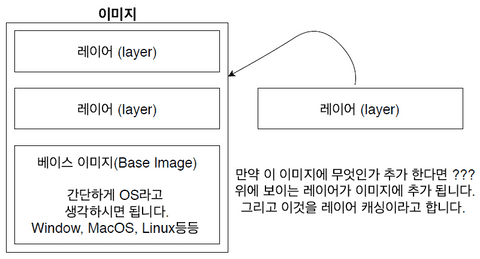 이미지
레이어 (layer)
레이어 (layer)
레이어 (layer)
베이스 이미지(Base Image)
간단하게 OS라고
생각하시면 됩니다.
Window, MacOS, Linux등등
만약 이 이미지에 무엇인가 추가 한다면 ???
위에 보이는 레이어가 이미지에 추가 됩니다.
그리고 이것을 레이어 캐싱이라고 합니다.